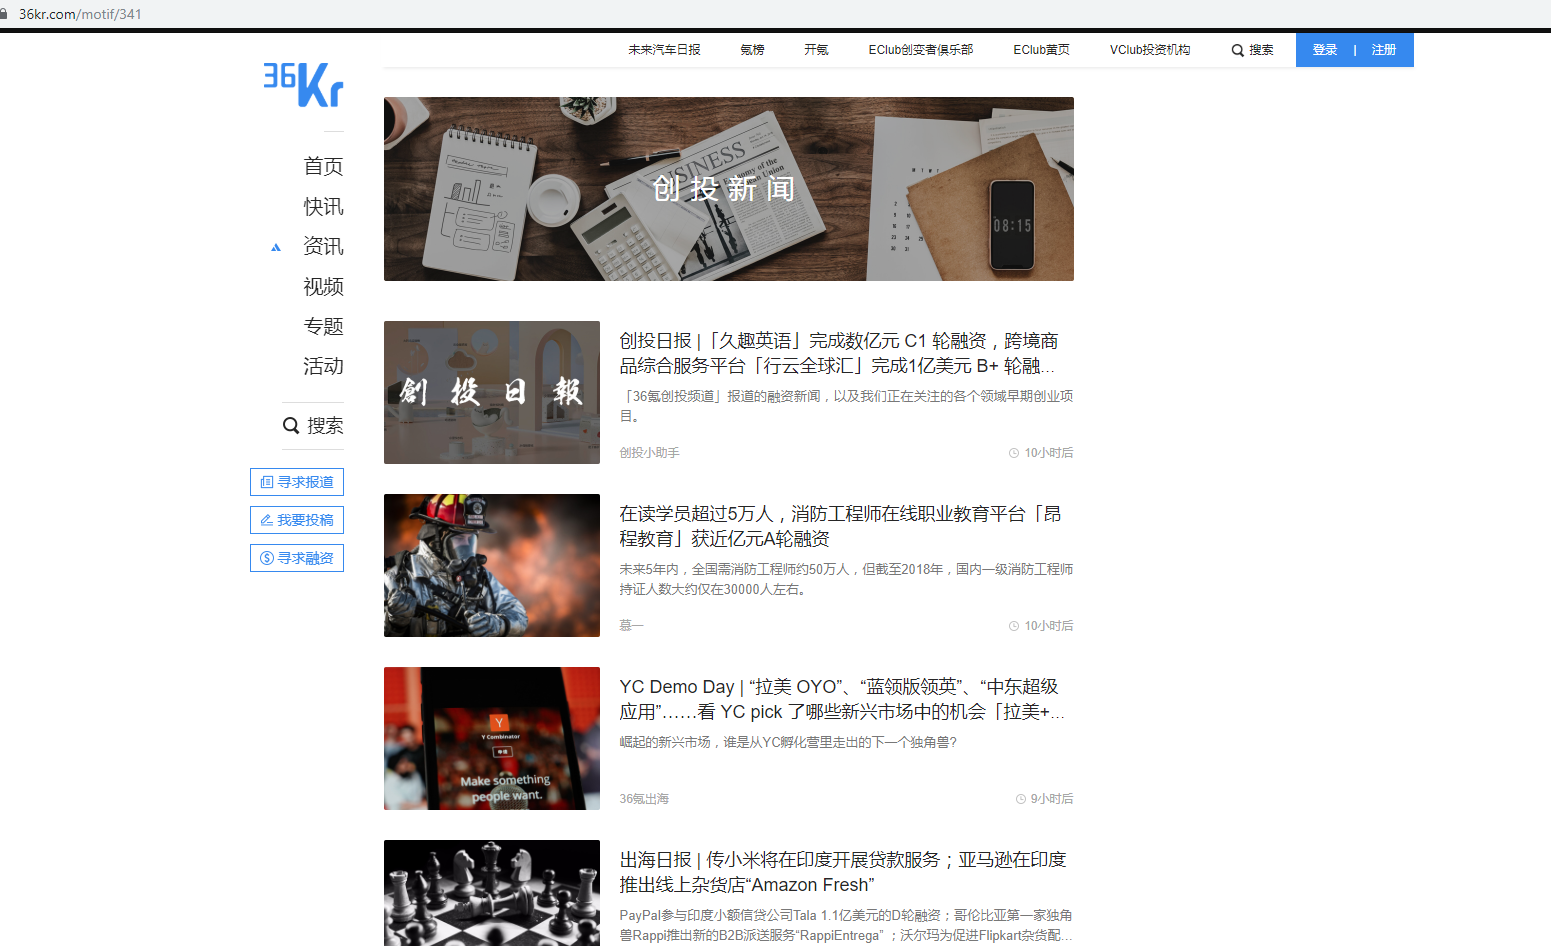 36kr.com/motif/341
未来汽车日报
氪榜
开氪
EClub创变者俱乐部
EClub黄页
VClub投资机构
搜索
登录 | 注册
36Kr
首页
快讯
资讯
视频
专题
活动
搜索
寻求报道
我要投稿
寻求融资
BUSINESS
Economy of the
European Union
08:15
创投新闻
創投日報
创投日报 |「久趣英语」完成数亿元 C1 轮融资，跨境商
品综合服务平台「行云全球汇」完成1亿美元 B+ 轮融...
「36氪创投频道」报道的融资新闻，以及我们正在关注的各个领域早期创业项
目。
创投小助手
10小时后
在读学员超过5万人，消防工程师在线职业教育平台「昂
程教育」获近亿元A轮融资
未来5年内，全国需消防工程师约50万人，但截至2018年，国内一级消防工程师
持证人数大约仅在30000人左右。
慕一
10小时后
Y
Y Combinator
Make something
people want.
YC Demo Day | “拉美 OYO”、“蓝领版领英”、“中东超级
应用”……看 YC pick 了哪些新兴市场中的机会「拉美+...
崛起的新兴市场，谁是从YC孵化营里走出的下一个独角兽?
36氪出海
9小时后
出海日报 | 传小米将在印度开展贷款服务；亚马逊在印度
推出线上杂货店“Amazon Fresh”
PayPal参与印度小额信贷公司Tala 1.1亿美元的D轮融资；哥伦比亚第一家独角
兽Rappi推出新的B2B派送服务“RappiEntrega” ；沃尔玛为促进Flipkart杂货配...